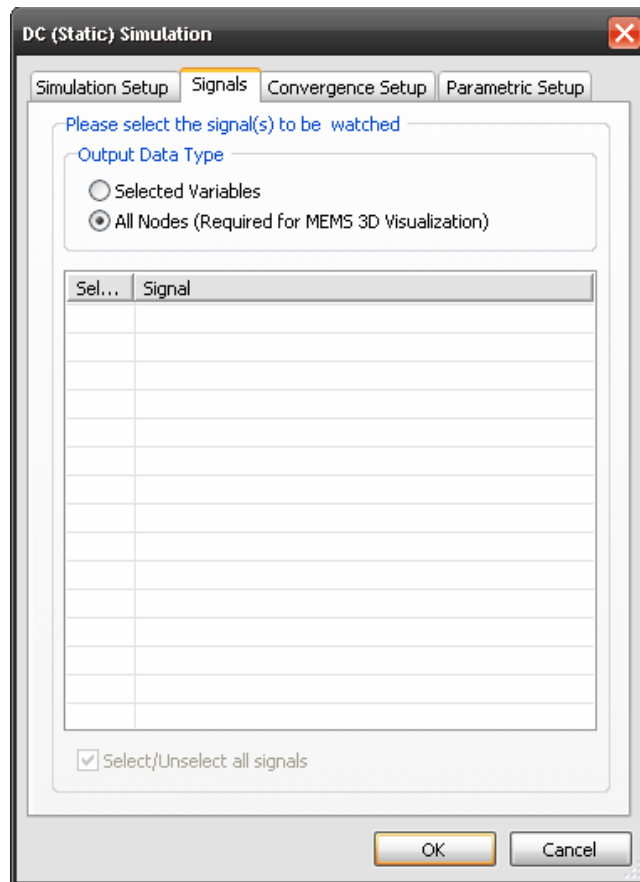 DC (Static) Simulation
Simulation Setup Signals Convergence Setup Parametric Setup
Please select the signal(s) to be watched
Output Data Type
Selected Variables
All Nodes (Required for MEMS 3D Visualization)
Sel... Signal
Select/Unselect all signals
OK Cancel